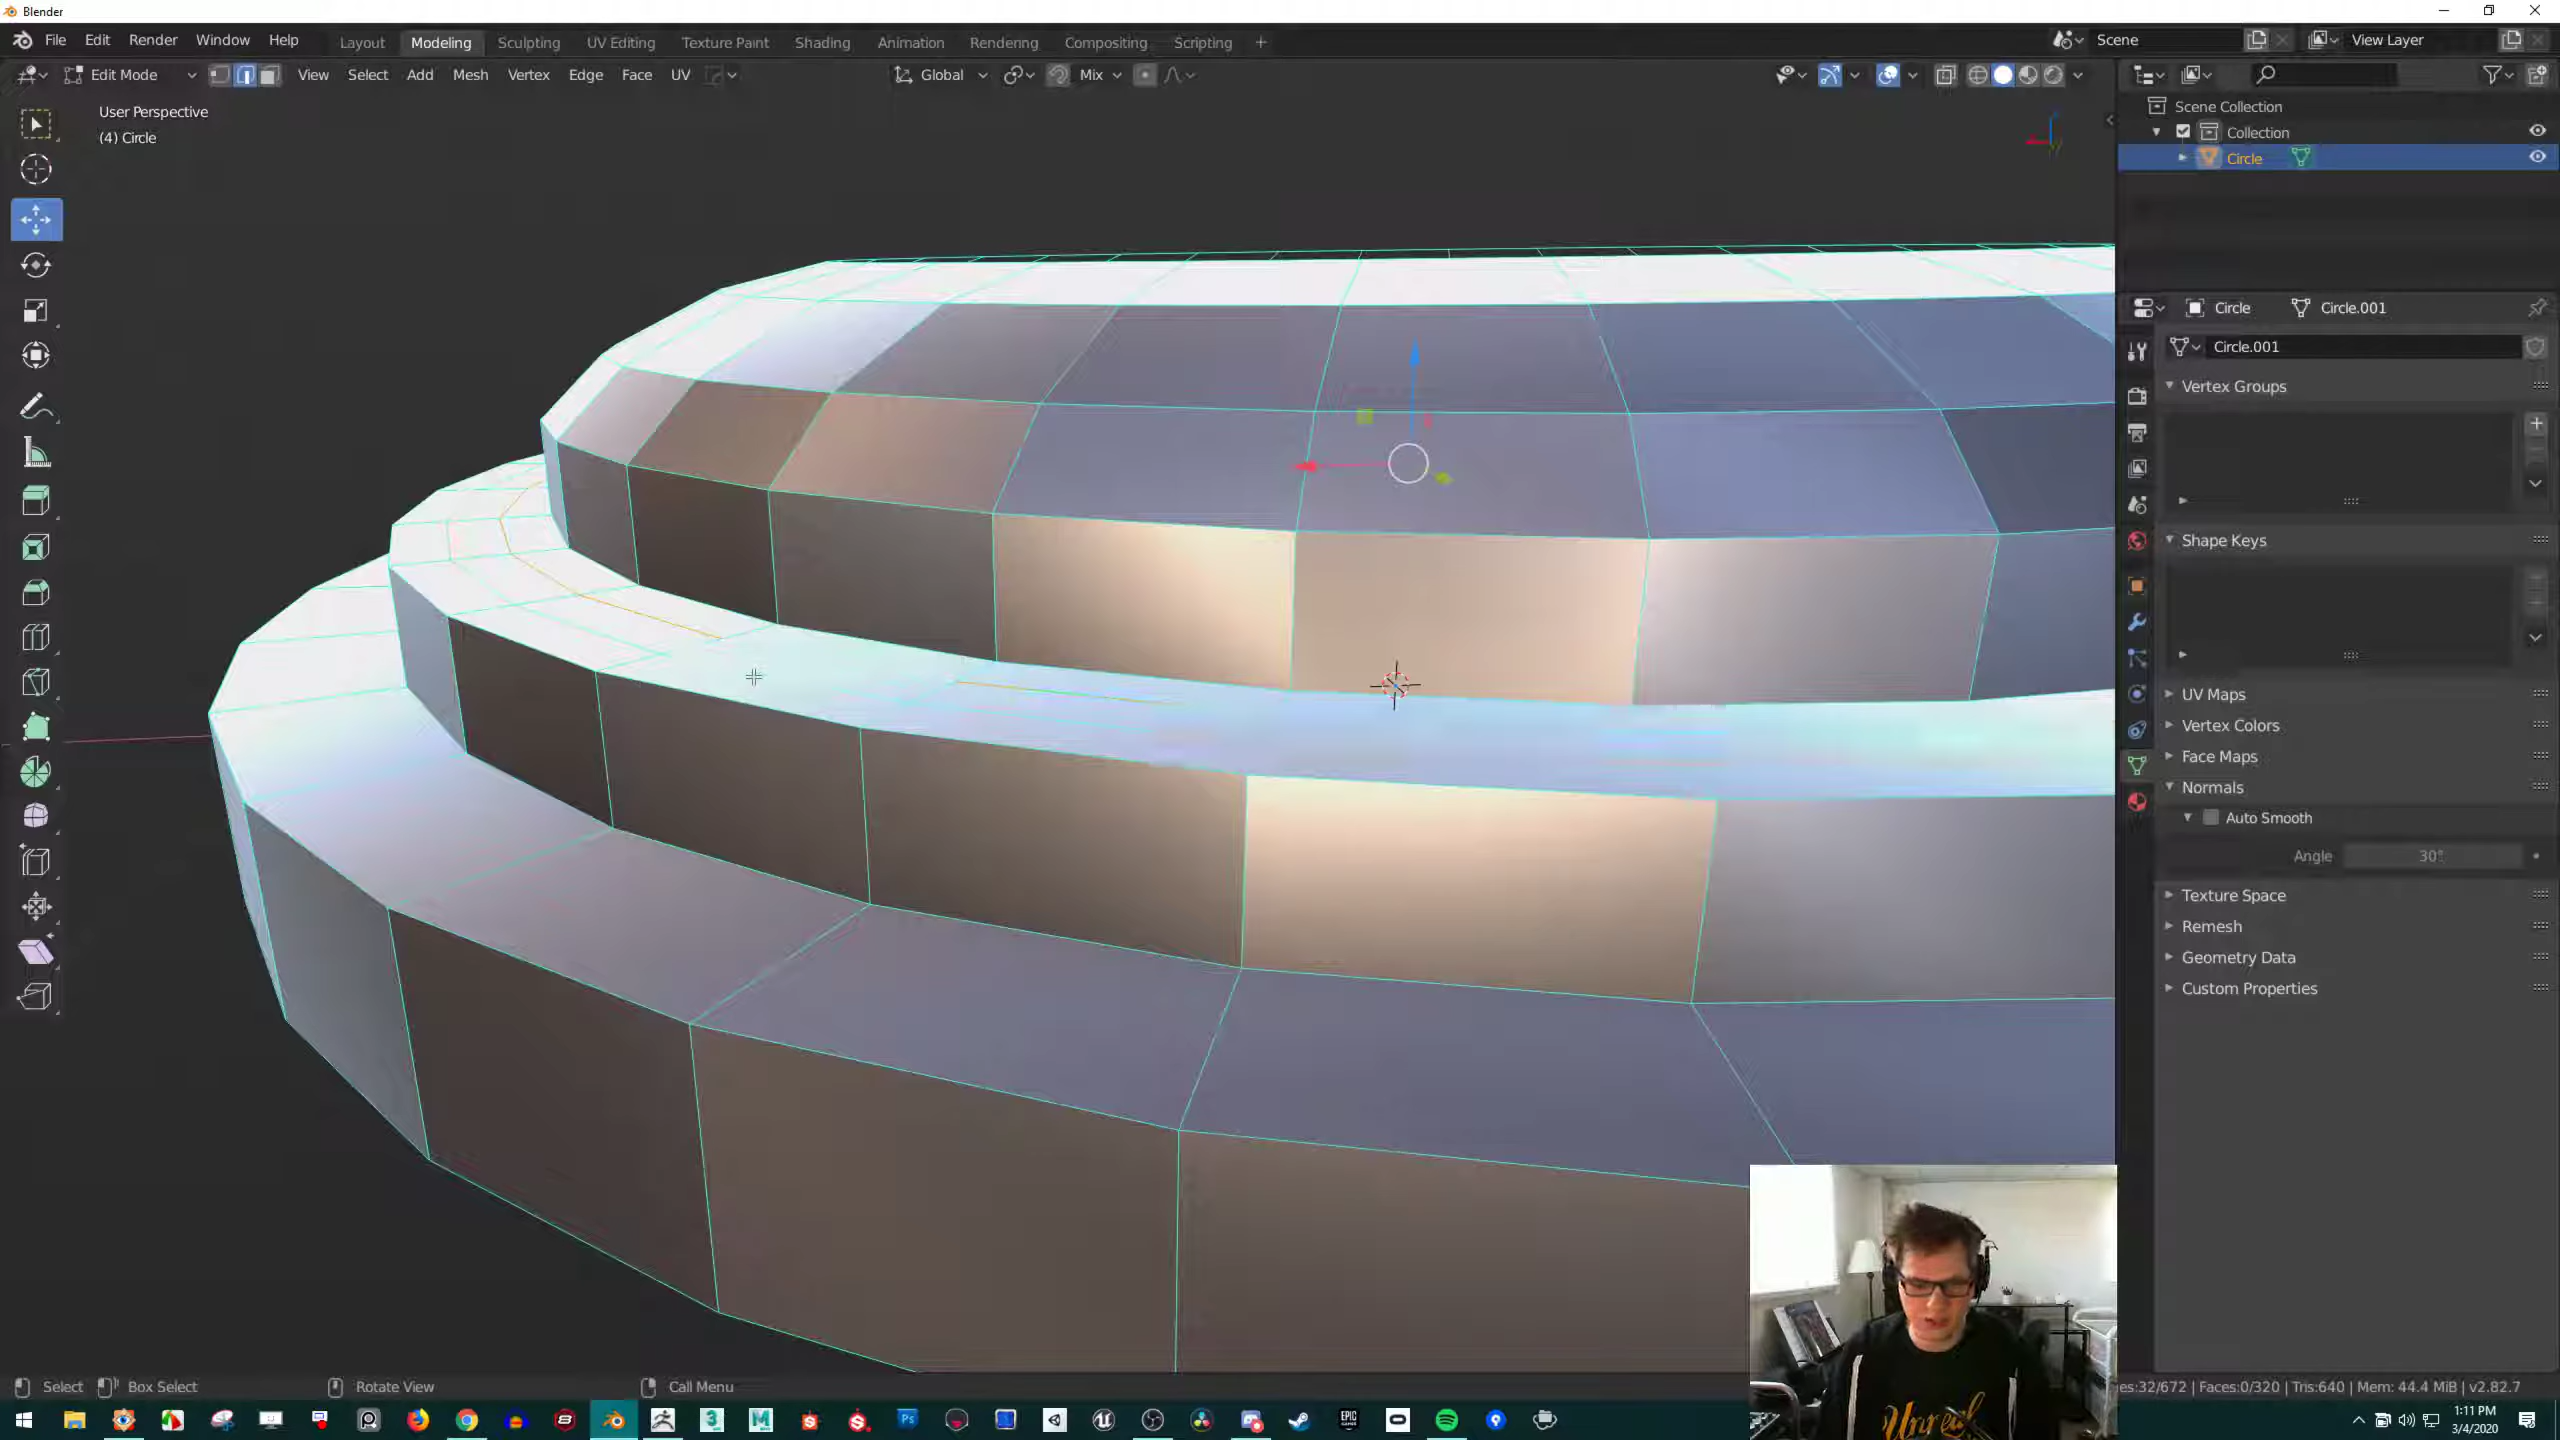 Blender
File Edit Render Window Help Layout Modeling Sculpting UV Editing Texture Paint Shading Animation Rendering Compositing Scripting + Scene View Layer
Edit Mode View Select Add Mesh Vertex Edge Face UV Global Mix
User Perspective
(4) Circle
Scene Collection
Collection
Circle
Circle Circle.001
Circle.001
Vertex Groups
Shape Keys
UV Maps
Vertex Colors
Face Maps
Normals
Auto Smooth
Angle 30°
Texture Space
Remesh
Geometry Data
Custom Properties
Select Box Select Rotate View Call Menu es:32/672 | Faces:0/320 | Tris:640 | Mem: 44.4 MiB | v2.82.7
Unreal
Ps
3
M
EPIC
GAMES
1:11 PM
3/4/2020